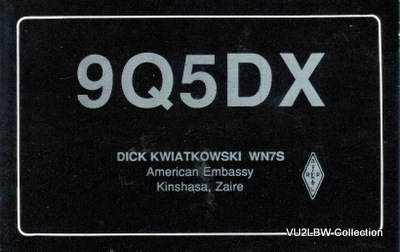 9Q5DX
DICK KWIATKOWSKI WN7S
American Embassy
Kinshasa, Zaire
VU2LBW-Collection